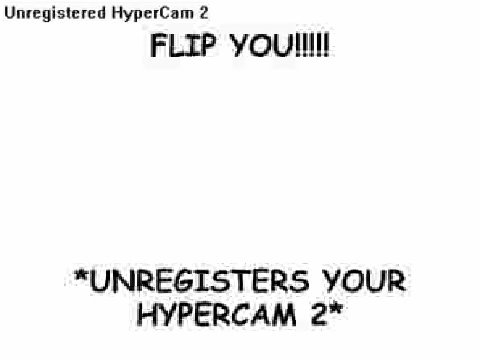 Unregistered HyperCam 2
FLIP YOU!!!!!
*UNREGISTERS YOUR
HYPERCAM 2*